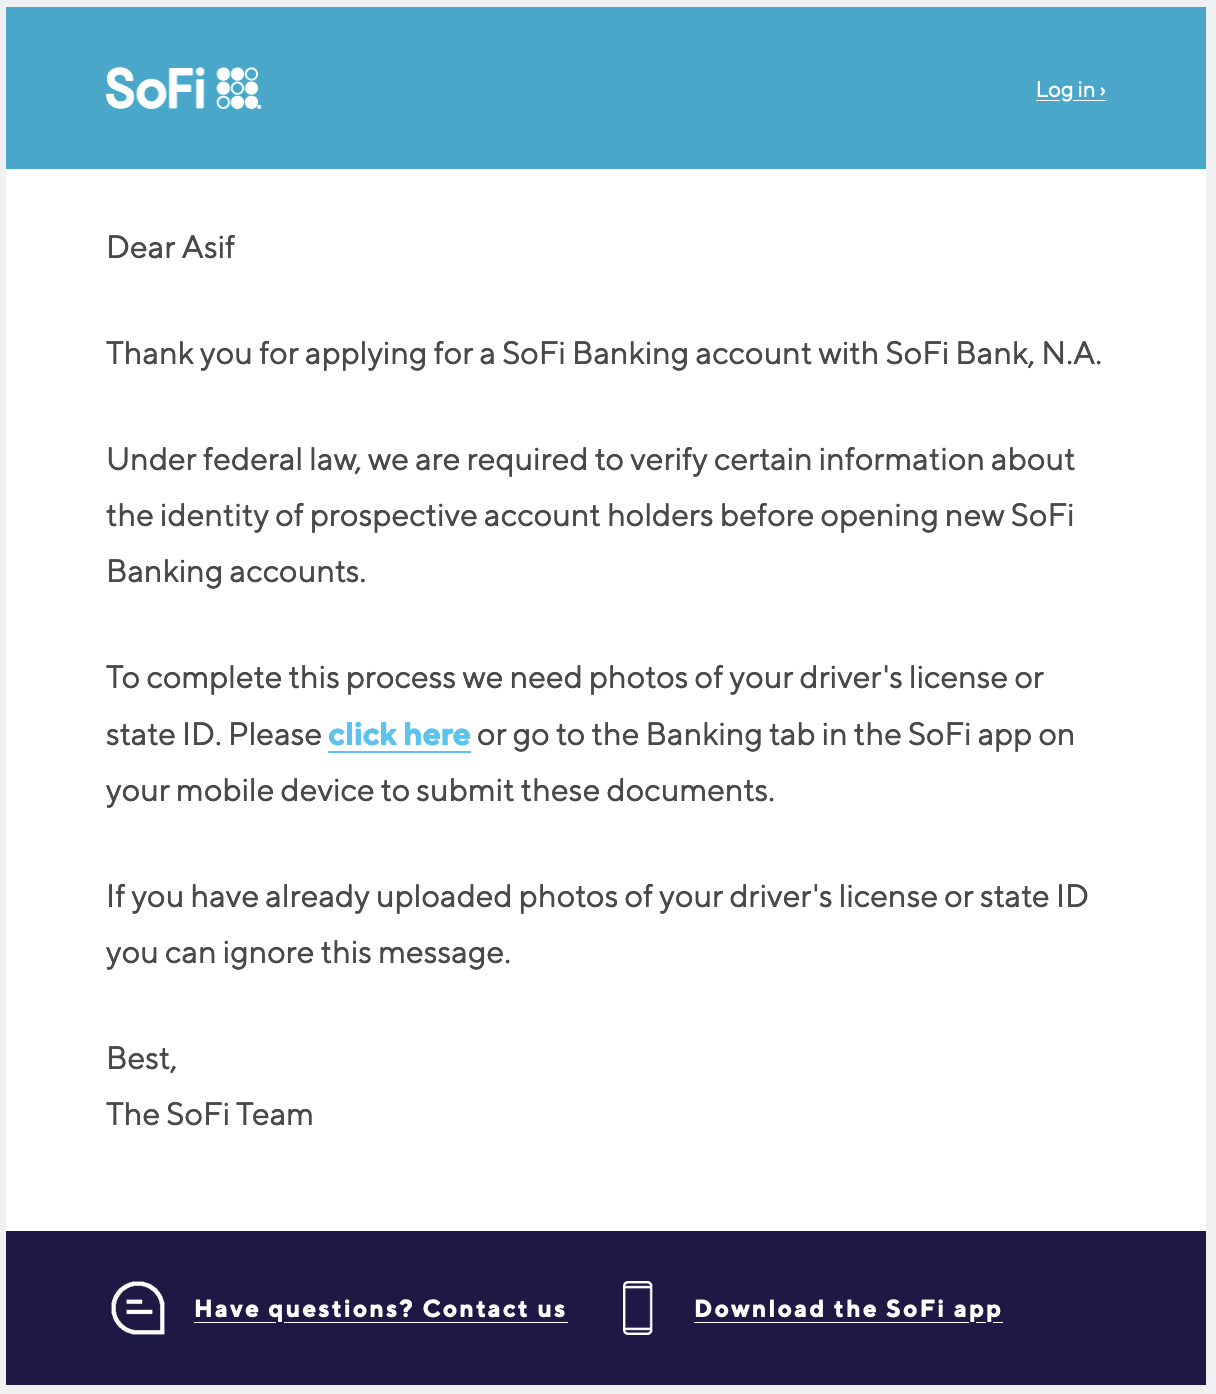 SoFi
Log in ›
Dear Asif
Thank you for applying for a SoFi Banking account with SoFi Bank, N.A.
Under federal law, we are required to verify certain information about
the identity of prospective account holders before opening new SoFi
Banking accounts.
To complete this process we need photos of your driver's license or
state ID. Please click here or go to the Banking tab in the SoFi app on
your mobile device to submit these documents.
If you have already uploaded photos of your driver's license or state ID
you can ignore this message.
Best,
The SoFi Team
Have questions? Contact us
Download the SoFi app